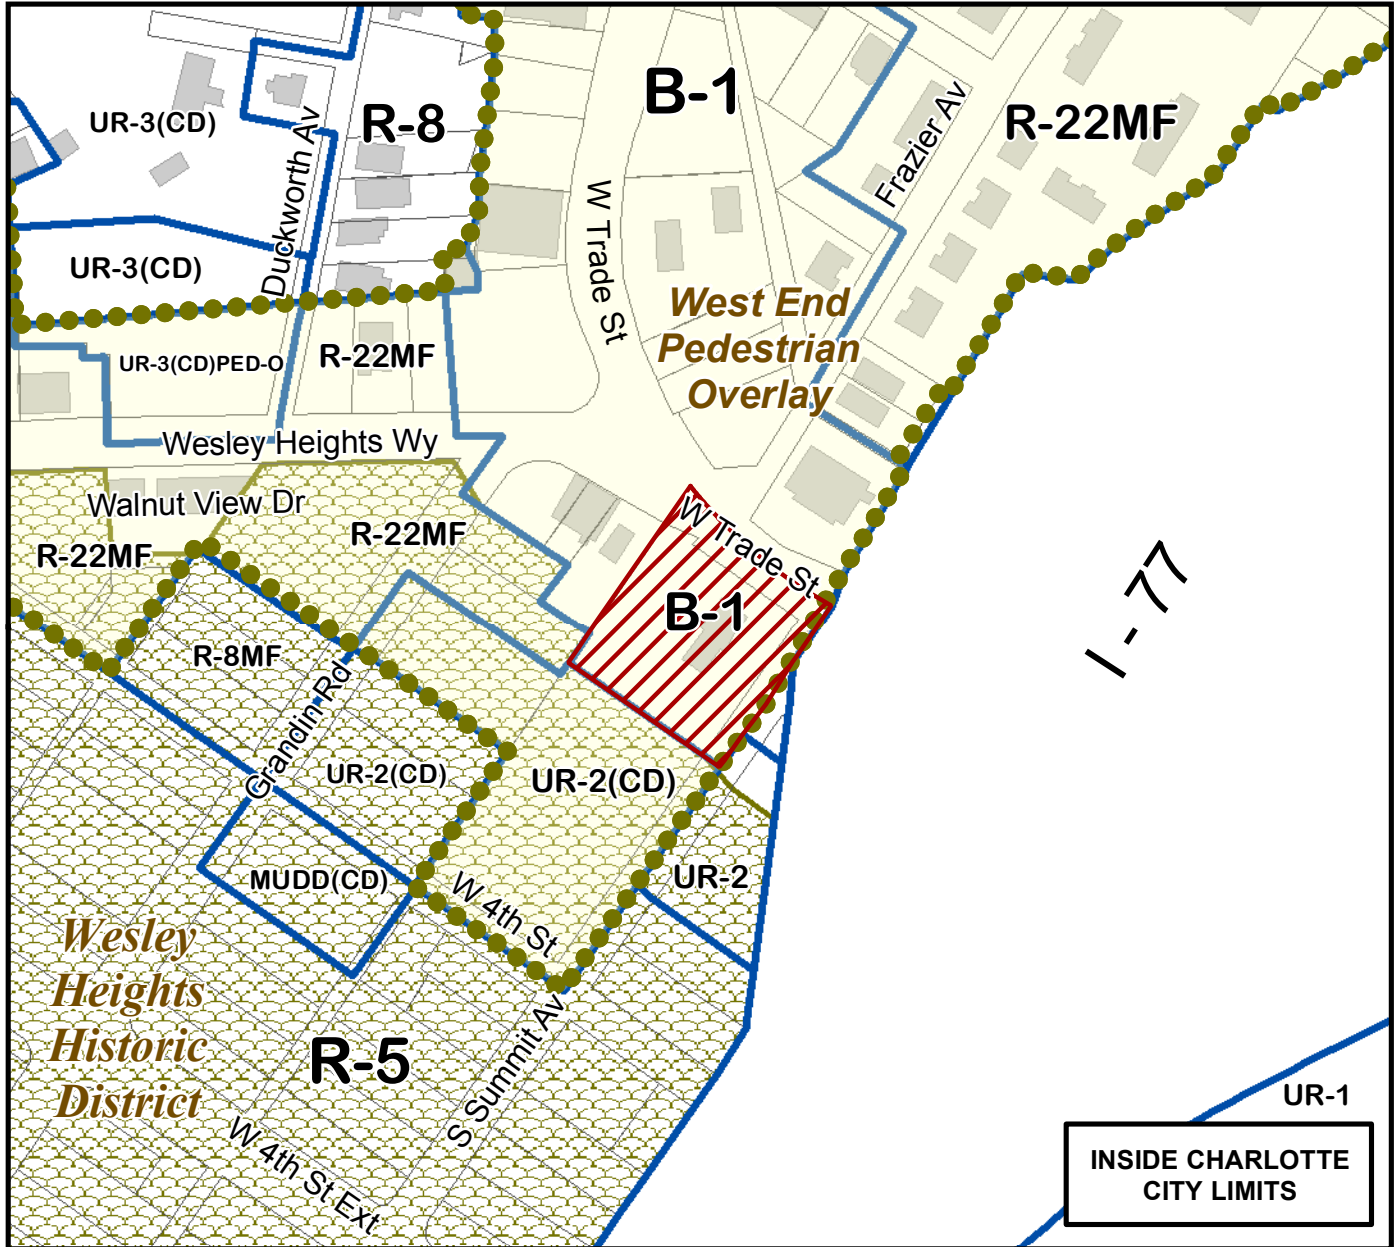 B-1
R-22MF
UR-3(CD)
R-8
Duckworth Av
Frazier Av
W Trade St
UR-3(CD)
West End
Pedestrian
Overlay
UR-3(CD)PED-O
R-22MF
Wesley Heights Wy
Walnut View Dr
R-22MF
R-22MF
W Trade St
B-1
I - 77
R-8MF
Grandin Rd
UR-2(CD)
UR-2(CD)
MUDD(CD)
W 4th St
UR-2
Wesley
Heights
Historic
District
R-5
S Summit Av
W 4th St Ext
UR-1
INSIDE CHARLOTTE
CITY LIMITS